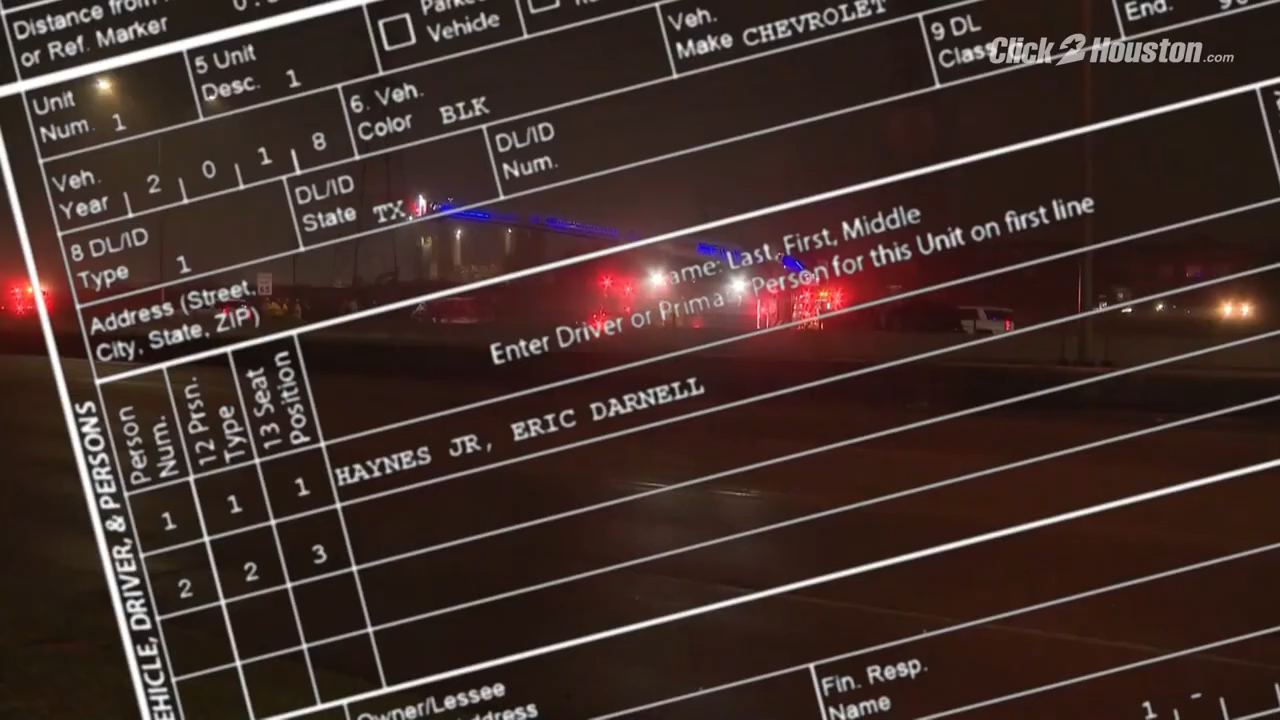 Distance from
or Ref. Marker
Vehicle
Veh.
Make CHEVROLET
9 DL
Class
End.
Click2Houston.com
Unit
Num. 1
5 Unit
Desc. 1
6. Veh.
Color BLK
Veh.
Year 2 0 1 8
DL/ID
State TX
DL/ID
Num.
8 DL/ID
Type 1
Address (Street,
City, State, ZIP)
Name: Last, First, Middle
Enter Driver or Primary Person for this Unit on first line
Person
Num.
12 Prsn.
Type
13 Seat
Position
1 1 1 HAYNES JR, ERIC DARNELL
2 2 3
VEHICLE, DRIVER, & PERSONS
Owner/Lessee
Address
Fin. Resp.
Name
1